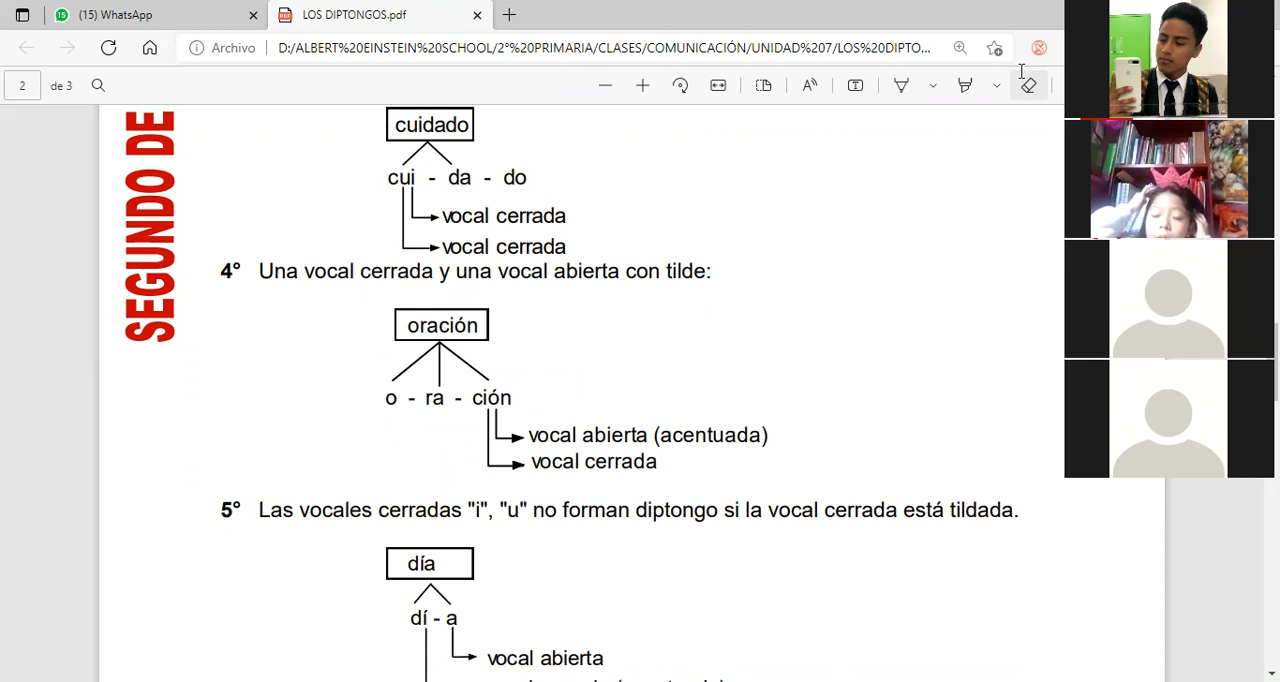 (15) WhatsApp
LOS DIPTONGOS.pdf
Archivo
D:/ALBERT%20EINSTEIN%20SCHOOL/2°%20PRIMARIA/CLASES/COMUNICACIÓN/UNIDAD%207/LOS%20DIPTO...
2 de 3
SEGUNDO DE
cuidado
cui - da - do
vocal cerrada
vocal cerrada
4° Una vocal cerrada y una vocal abierta con tilde:
oración
o - ra - ción
vocal abierta (acentuada)
vocal cerrada
5° Las vocales cerradas "i", "u" no forman diptongo si la vocal cerrada está tildada.
día
dí - a
vocal abierta